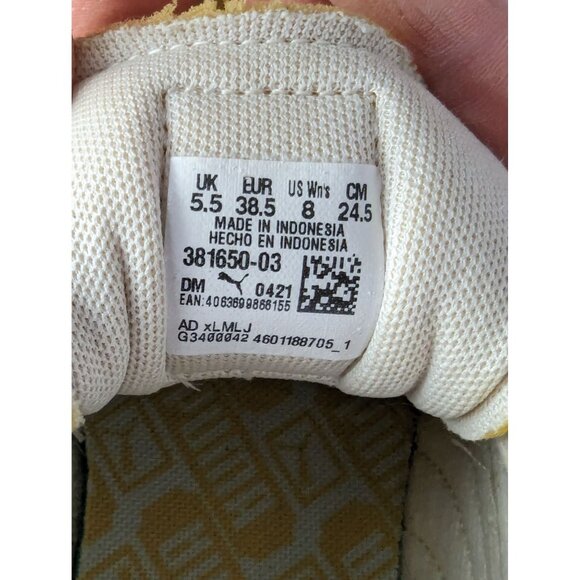 UK EUR US Wn's CM
5.5 38.5 8 24.5
MADE IN INDONESIA
HECHO EN INDONESIA
381650-03
DM 0421
EAN:4063699866155
AD xLMLJ
G3400042 4601188705_1